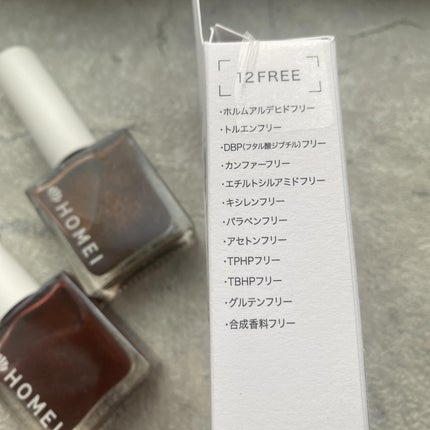 12FREE
・ホルムアルデヒドフリー
・トルエンフリー
・DBP(フタル酸ジブチル)フリー
・カンファーフリー
・エチルトシルアミドフリー
・キシレンフリー
・パラベンフリー
・アセトンフリー
・TPHPフリー
・TBHPフリー
・グルテンフリー
・合成香料フリー
HOMEI
HOMEI